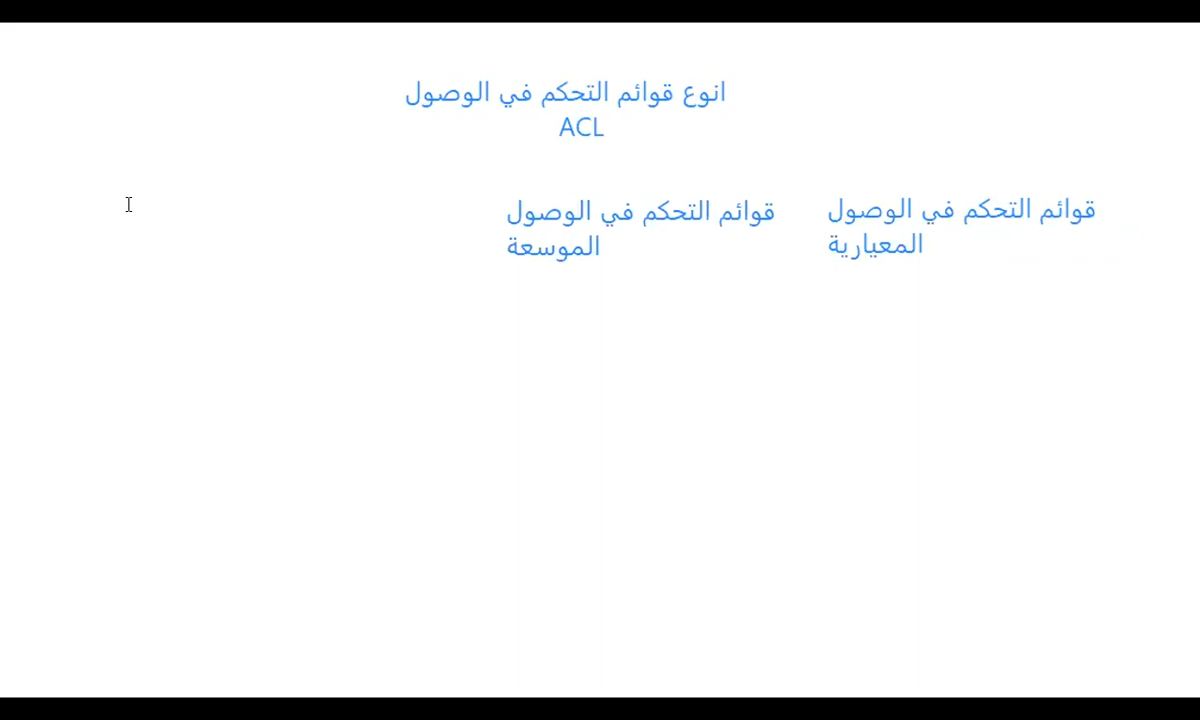 انوع قوائم التحكم في الوصول
ACL
قوائم التحكم في الوصول
المعيارية
قوائم التحكم في الوصول
الموسعة